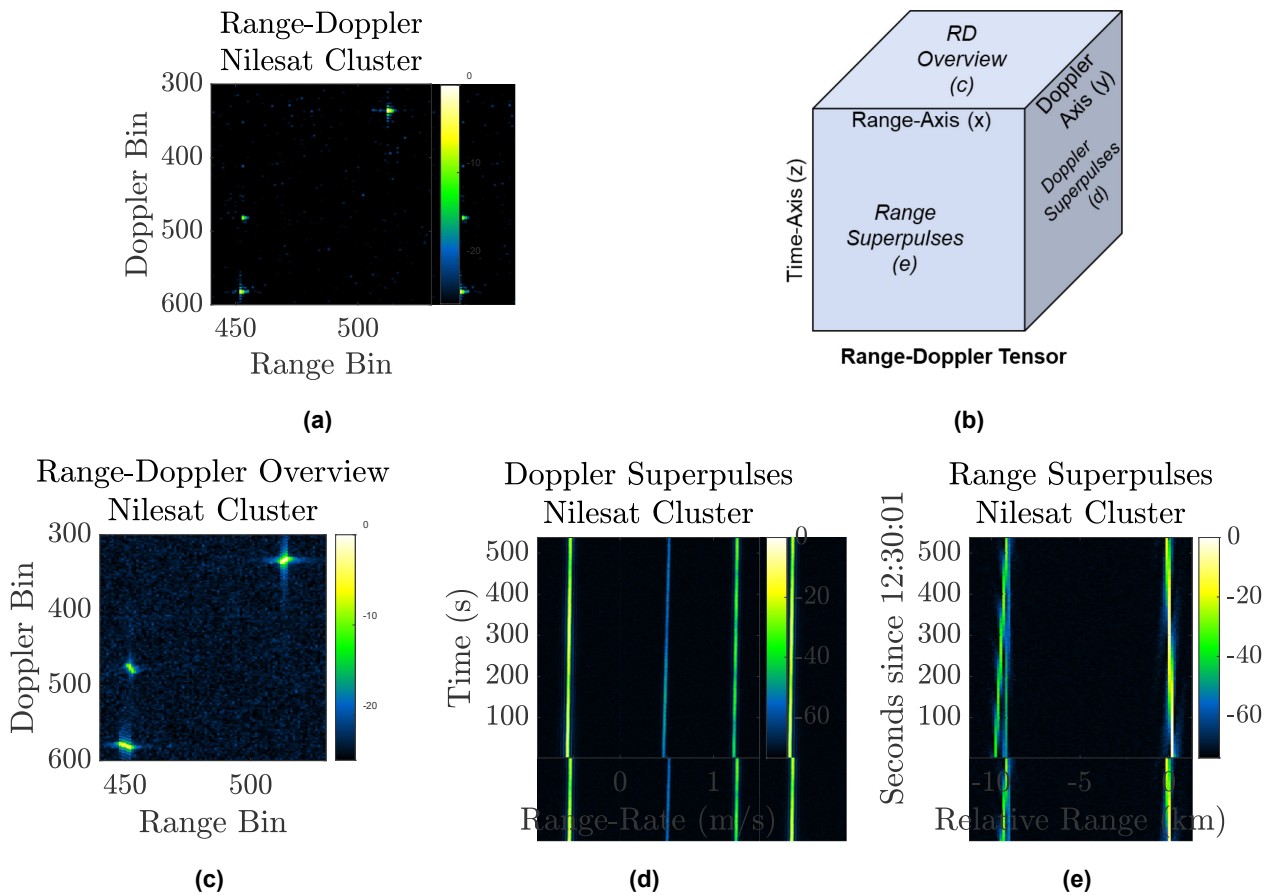 Range-Doppler
Nilesat Cluster
300
400
500
600
Doppler Bin
450
500
Range Bin
0
-10
-20
(a)
RD
Overview
(c)
Range-Axis (x)
Doppler
Axis (y)
Time-Axis (z)
Range
Superpulses
(e)
Doppler
Superpulses
(d)
Range-Doppler Tensor
(b)
Range-Doppler Overview
Nilesat Cluster
300
400
500
600
Doppler Bin
450
500
Range Bin
0
-10
-20
(c)
Doppler Superpulses
Nilesat Cluster
500
400
300
200
100
Time (s)
0
1
Range-Rate (m/s)
0
-20
-40
-60
(d)
Range Superpulses
Nilesat Cluster
500
400
300
200
100
Seconds since 12:30:01
-10
-5
0
Relative Range (km)
0
-20
-40
-60
(e)